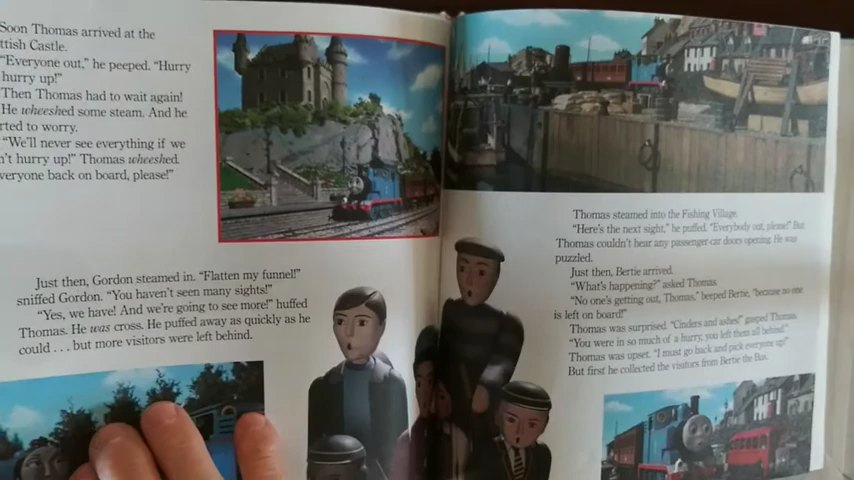 Soon Thomas arrived at the
ttish Castle.
"Everyone out," he peeped. "Hurry
hurry up!"
Then Thomas had to wait again!
He wheeshed some steam. And he
rted to worry.
"We'll never see everything if we
n't hurry up!" Thomas wheeshed.
veryone back on board, please!"
Just then, Gordon steamed in. "Flatten my funnel!"
sniffed Gordon. "You haven't seen many sights!"
"Yes, we have! And we're going to see more!" huffed
Thomas. He was cross. He puffed away as quickly as he
could . . . but more visitors were left behind.
Thomas steamed into the Fishing Village.
"Here's the next sight," he puffed. "Everybody out, please!" But
Thomas couldn't hear any passenger-car doors opening. He was
puzzled.
Just then, Bertie arrived.
"What's happening?" asked Thomas.
"No one's getting out, Thomas," beeped Bertie, "because no one
is left on board!"
Thomas was surprised. "Cinders and ashes!" gasped Thomas.
"You were in so much of a hurry, you left them all behind."
Thomas was upset. "I must go back and pick everyone up!"
But first he collected the visitors from Bertie the Bus.